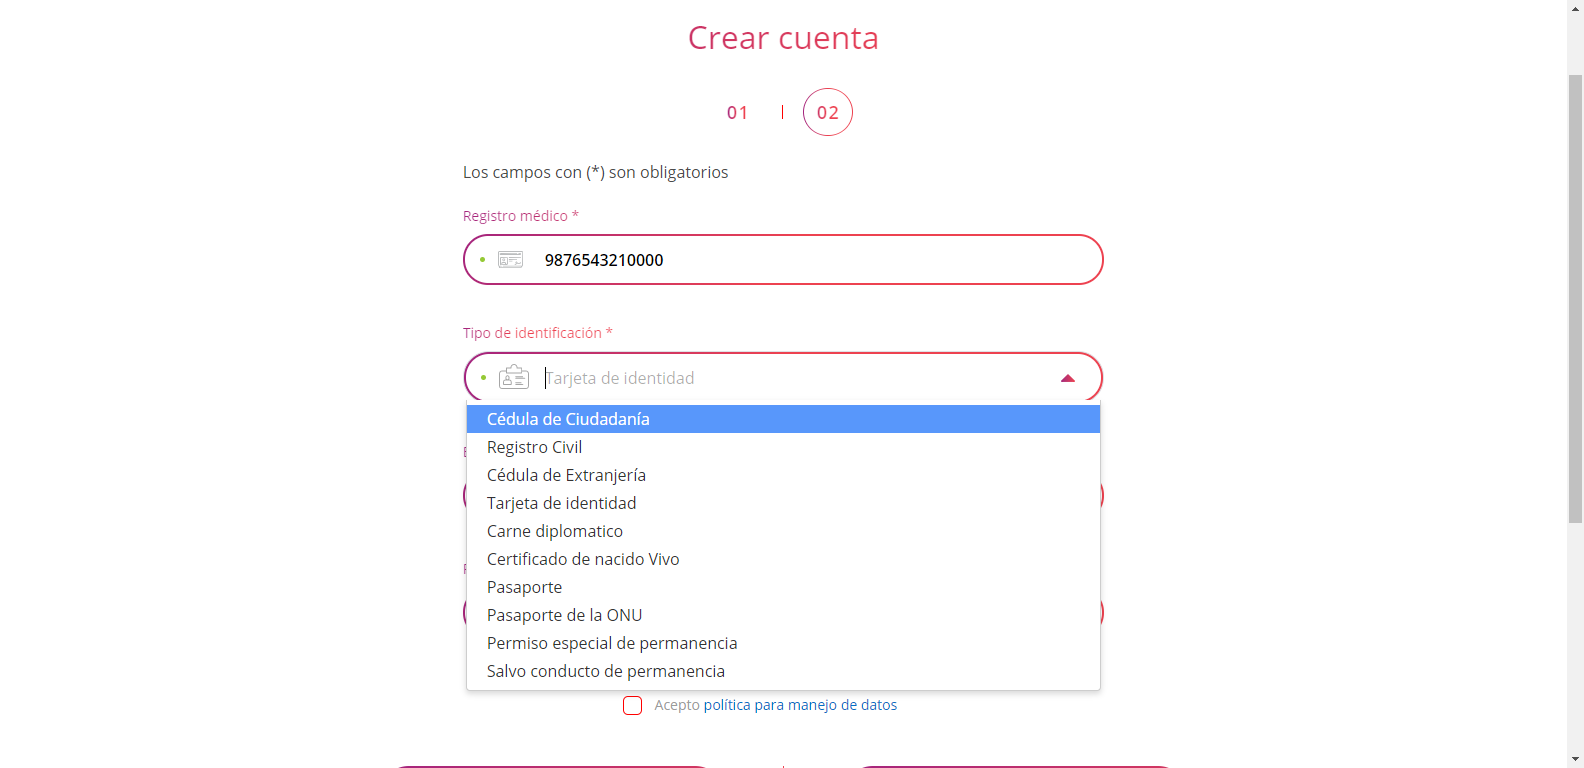 Crear cuenta
01 | 02
Los campos con (*) son obligatorios
Registro médico *
9876543210000
Tipo de identificación *
Tarjeta de identidad
Cédula de Ciudadanía
Registro Civil
Cédula de Extranjería
Tarjeta de identidad
Carne diplomatico
Certificado de nacido Vivo
Pasaporte
Pasaporte de la ONU
Permiso especial de permanencia
Salvo conducto de permanencia
Acepto política para manejo de datos